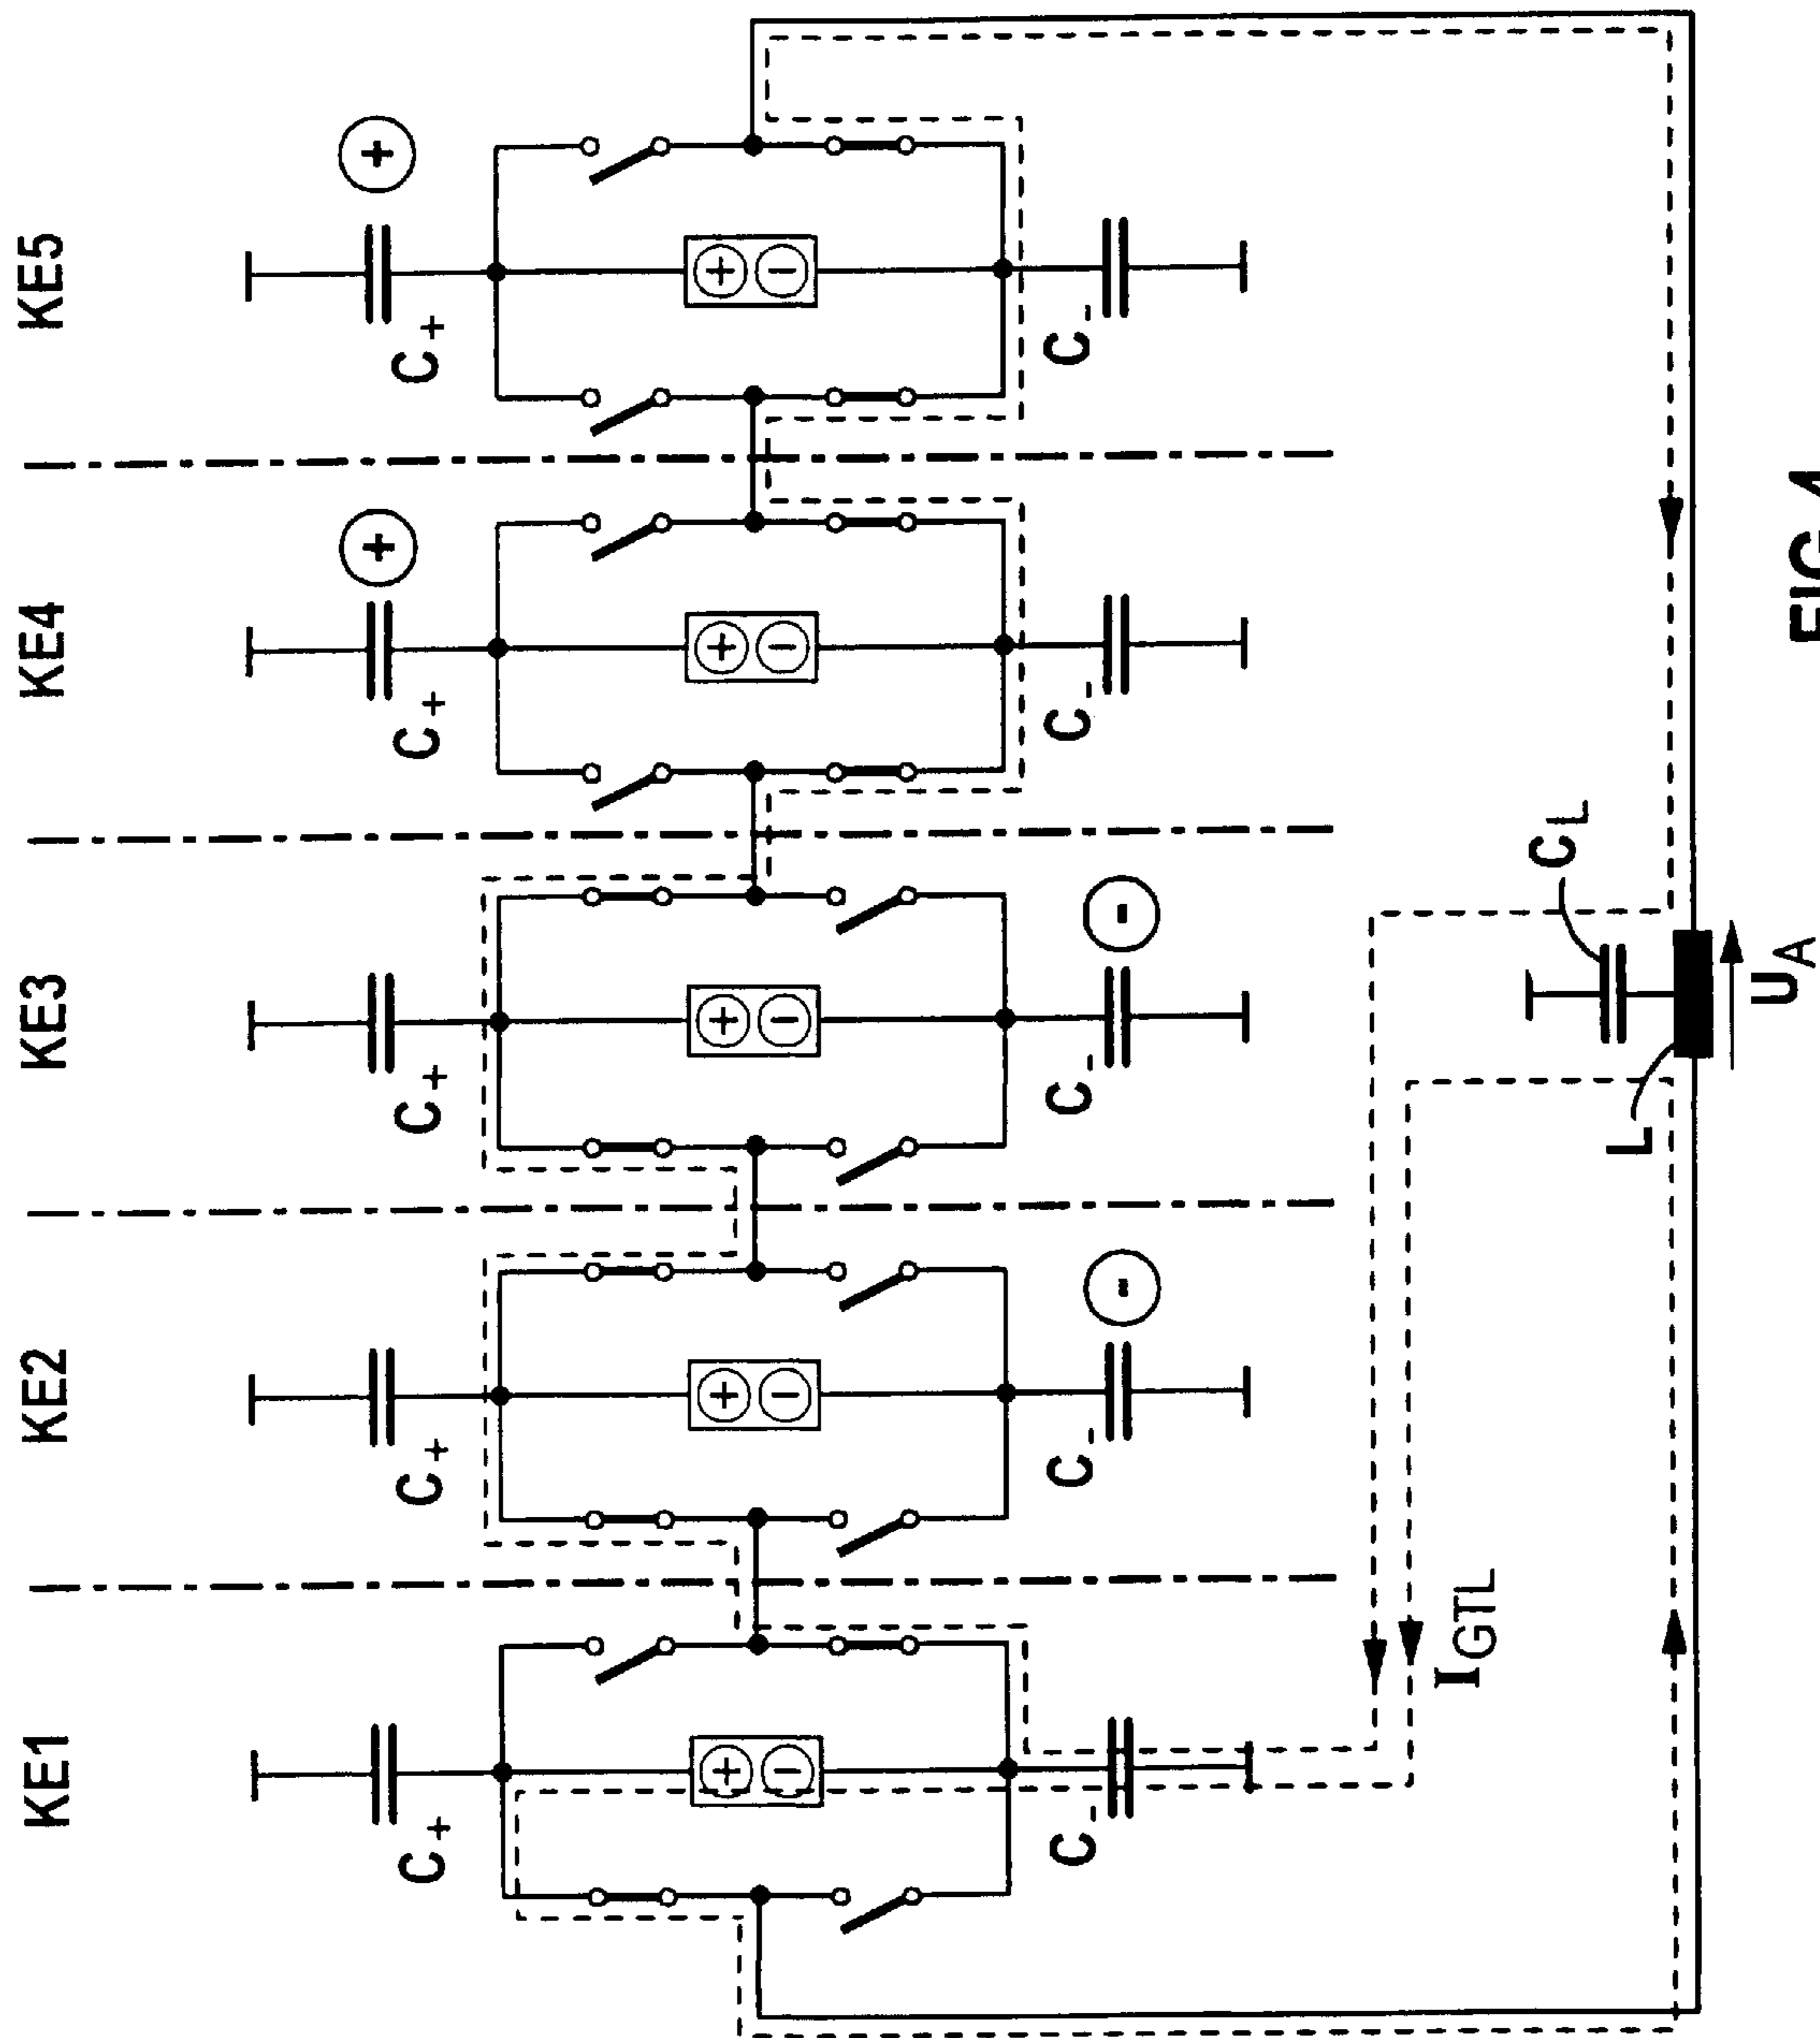 KE1 KE2 KE3 KE4 KE5
+ +
C+ C+ C+ C+ C+
+ + + + +
− − − − −
C- C- C- C- C-
- -
IGTL
L CL
UA
FIG 4